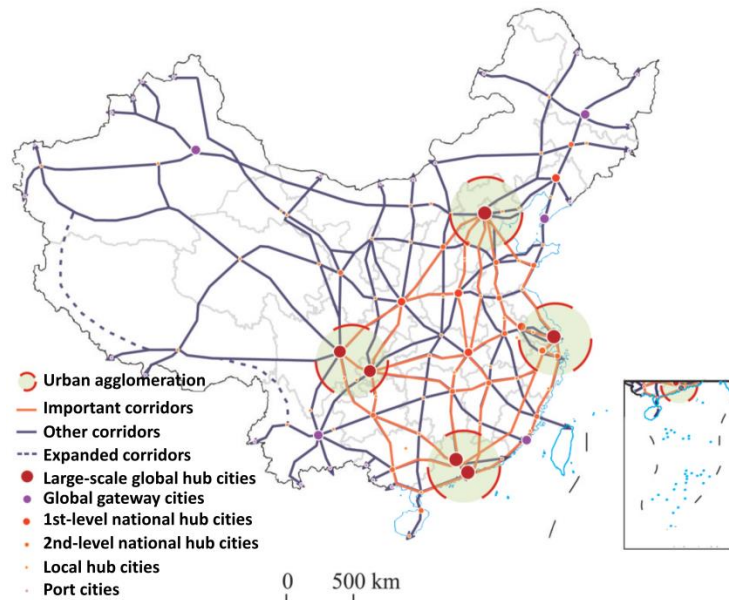 Urban agglomeration
Important corridors
Other corridors
Expanded corridors
Large-scale global hub cities
Global gateway cities
1st-level national hub cities
2nd-level national hub cities
Local hub cities
Port cities
0 500 km